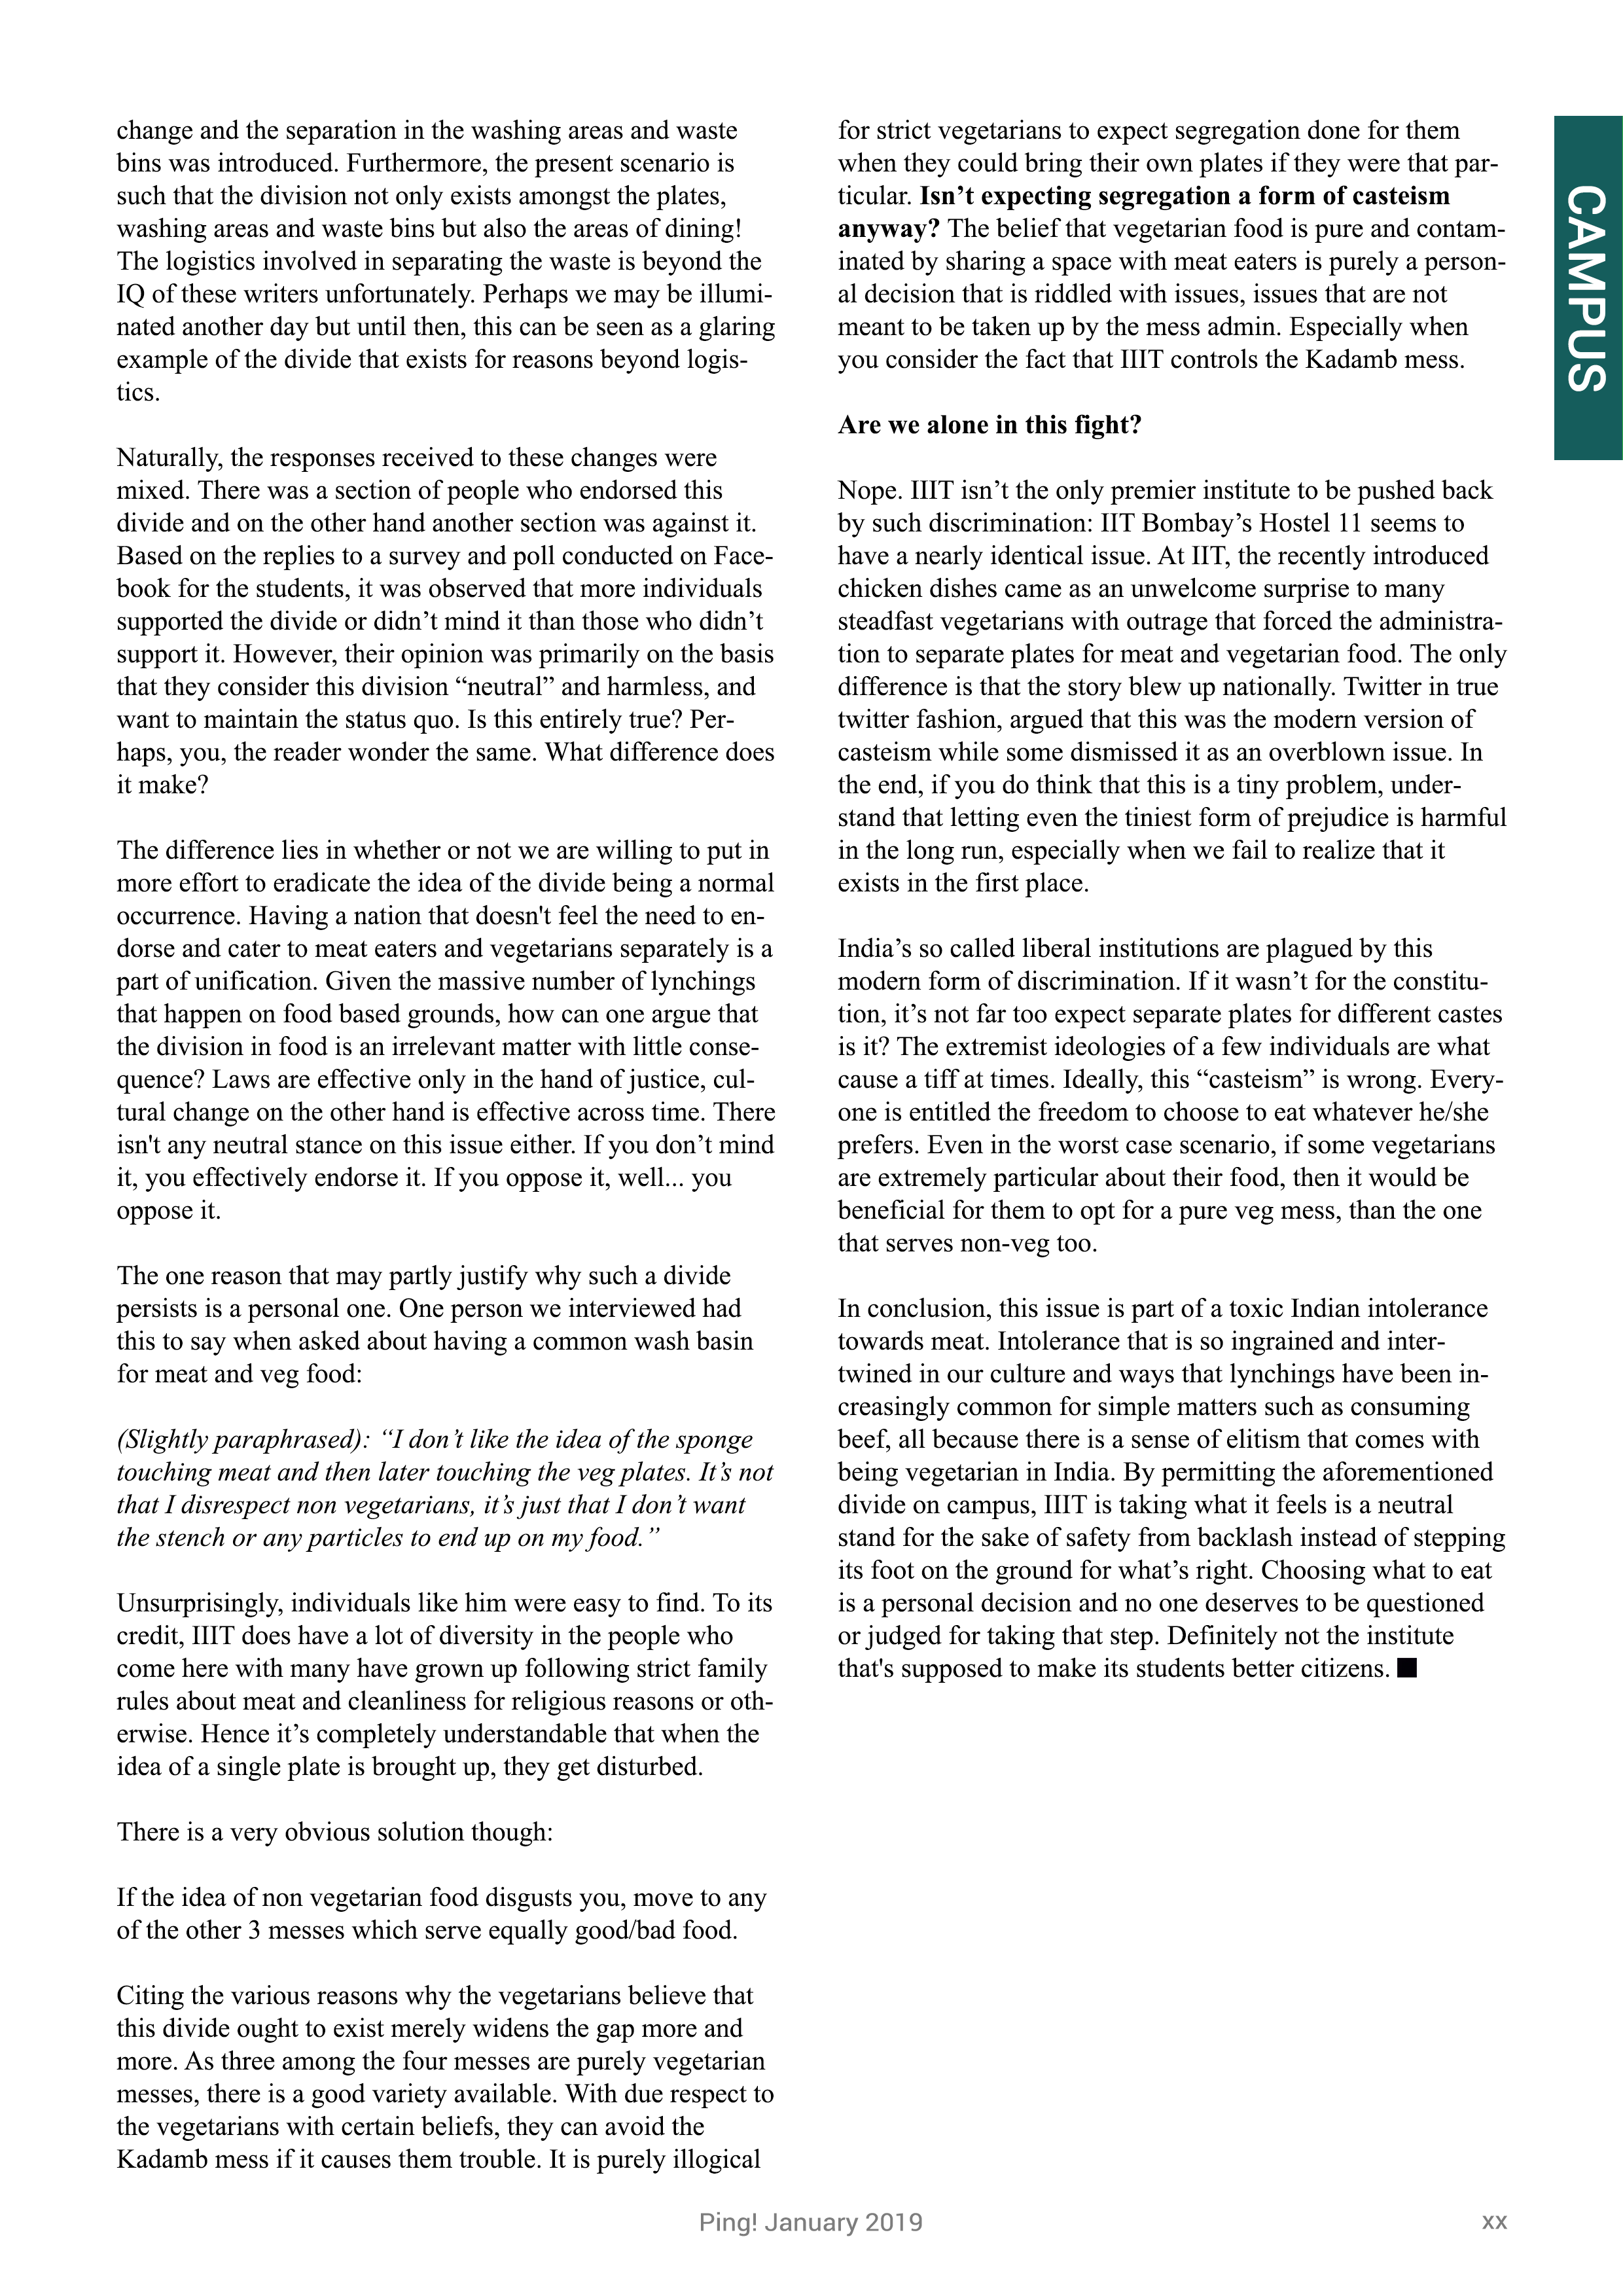 change and the separation in the washing areas and waste
bins was introduced. Furthermore, the present scenario is
such that the division not only exists amongst the plates,
washing areas and waste bins but also the areas of dining!
The logistics involved in separating the waste is beyond the
IQ of these writers unfortunately. Perhaps we may be illumi-
nated another day but until then, this can be seen as a glaring
example of the divide that exists for reasons beyond logis-
tics.
Naturally, the responses received to these changes were
mixed. There was a section of people who endorsed this
divide and on the other hand another section was against it.
Based on the replies to a survey and poll conducted on Face-
book for the students, it was observed that more individuals
supported the divide or didn’t mind it than those who didn’t
support it. However, their opinion was primarily on the basis
that they consider this division “neutral” and harmless, and
want to maintain the status quo. Is this entirely true? Per-
haps, you, the reader wonder the same. What difference does
it make?
The difference lies in whether or not we are willing to put in
more effort to eradicate the idea of the divide being a normal
occurrence. Having a nation that doesn't feel the need to en-
dorse and cater to meat eaters and vegetarians separately is a
part of unification. Given the massive number of lynchings
that happen on food based grounds, how can one argue that
the division in food is an irrelevant matter with little conse-
quence? Laws are effective only in the hand of justice, cul-
tural change on the other hand is effective across time. There
isn't any neutral stance on this issue either. If you don’t mind
it, you effectively endorse it. If you oppose it, well... you
oppose it.
The one reason that may partly justify why such a divide
persists is a personal one. One person we interviewed had
this to say when asked about having a common wash basin
for meat and veg food:
(Slightly paraphrased): “I don’t like the idea of the sponge
touching meat and then later touching the veg plates. It’s not
that I disrespect non vegetarians, it’s just that I don’t want
the stench or any particles to end up on my food.”
Unsurprisingly, individuals like him were easy to find. To its
credit, IIIT does have a lot of diversity in the people who
come here with many have grown up following strict family
rules about meat and cleanliness for religious reasons or oth-
erwise. Hence it’s completely understandable that when the
idea of a single plate is brought up, they get disturbed.
There is a very obvious solution though:
If the idea of non vegetarian food disgusts you, move to any
of the other 3 messes which serve equally good/bad food.
Citing the various reasons why the vegetarians believe that
this divide ought to exist merely widens the gap more and
more. As three among the four messes are purely vegetarian
messes, there is a good variety available. With due respect to
the vegetarians with certain beliefs, they can avoid the
Kadamb mess if it causes them trouble. It is purely illogical
for strict vegetarians to expect segregation done for them
when they could bring their own plates if they were that par-
ticular. Isn’t expecting segregation a form of casteism
anyway? The belief that vegetarian food is pure and contam-
inated by sharing a space with meat eaters is purely a person-
al decision that is riddled with issues, issues that are not
meant to be taken up by the mess admin. Especially when
you consider the fact that IIIT controls the Kadamb mess.
Are we alone in this fight?
Nope. IIIT isn’t the only premier institute to be pushed back
by such discrimination: IIT Bombay’s Hostel 11 seems to
have a nearly identical issue. At IIT, the recently introduced
chicken dishes came as an unwelcome surprise to many
steadfast vegetarians with outrage that forced the administra-
tion to separate plates for meat and vegetarian food. The only
difference is that the story blew up nationally. Twitter in true
twitter fashion, argued that this was the modern version of
casteism while some dismissed it as an overblown issue. In
the end, if you do think that this is a tiny problem, under-
stand that letting even the tiniest form of prejudice is harmful
in the long run, especially when we fail to realize that it
exists in the first place.
India’s so called liberal institutions are plagued by this
modern form of discrimination. If it wasn’t for the constitu-
tion, it’s not far too expect separate plates for different castes
is it? The extremist ideologies of a few individuals are what
cause a tiff at times. Ideally, this “casteism” is wrong. Every-
one is entitled the freedom to choose to eat whatever he/she
prefers. Even in the worst case scenario, if some vegetarians
are extremely particular about their food, then it would be
beneficial for them to opt for a pure veg mess, than the one
that serves non-veg too.
In conclusion, this issue is part of a toxic Indian intolerance
towards meat. Intolerance that is so ingrained and inter-
twined in our culture and ways that lynchings have been in-
creasingly common for simple matters such as consuming
beef, all because there is a sense of elitism that comes with
being vegetarian in India. By permitting the aforementioned
divide on campus, IIIT is taking what it feels is a neutral
stand for the sake of safety from backlash instead of stepping
its foot on the ground for what’s right. Choosing what to eat
is a personal decision and no one deserves to be questioned
or judged for taking that step. Definitely not the institute
that's supposed to make its students better citizens.
CAMPUS
Ping! January 2019
xx